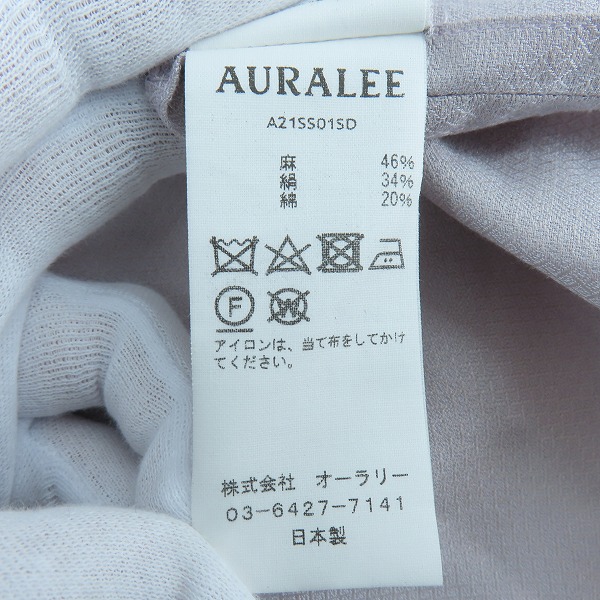 AURALEE
A21SS01SD
麻 46%
絹 34%
綿 20%
F W
アイロンは、当て布をしてかけ
てください。
株式会社 オーラリー
03-6427-7141
日本製